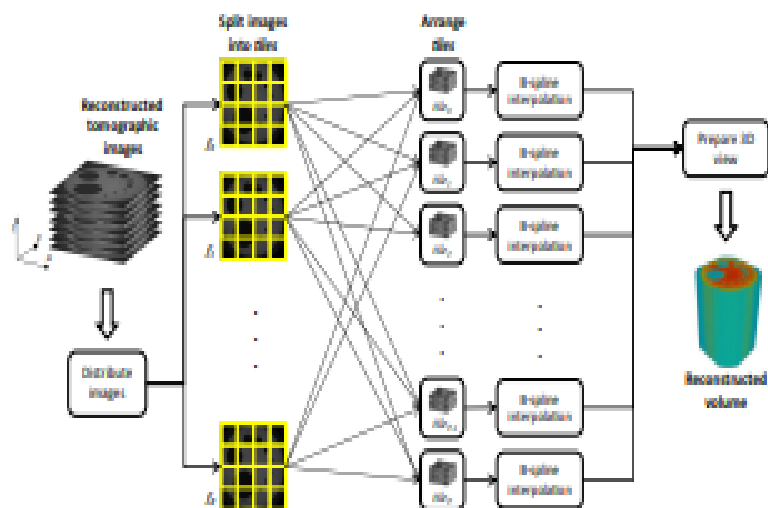 Split images
into tiles
Arrange
tiles
Reconstructed
tomographic
images
B-spline
interpolation
B-spline
interpolation
B-spline
interpolation
B-spline
interpolation
B-spline
interpolation
Prepare 3D
view
Distribute
images
Reconstructed
volume